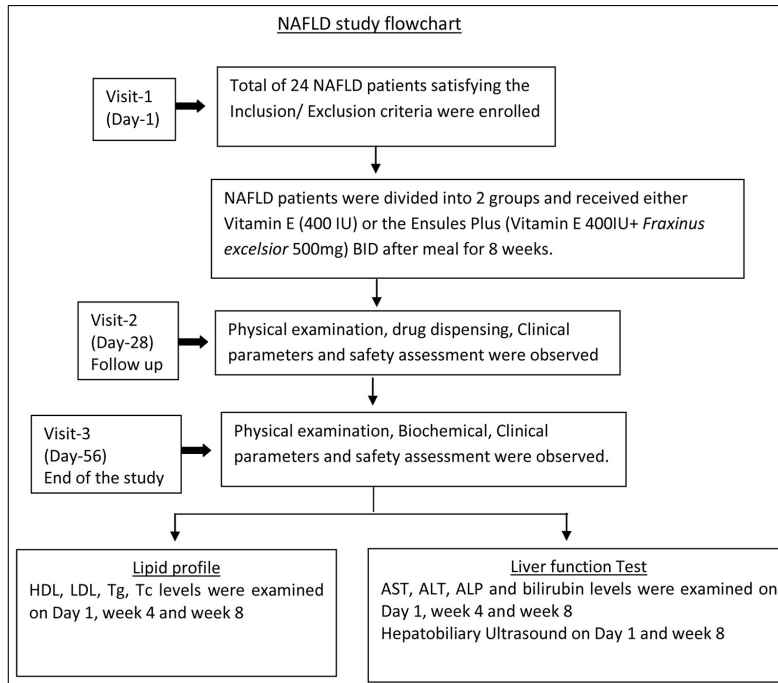 NAFLD study flowchart
Visit-1
(Day-1)
Total of 24 NAFLD patients satisfying the
Inclusion/ Exclusion criteria were enrolled
NAFLD patients were divided into 2 groups and received either
Vitamin E (400 IU) or the Ensules Plus (Vitamin E 400IU+ Fraxinus
excelsior 500mg) BID after meal for 8 weeks.
Visit-2
(Day-28)
Follow up
Physical examination, drug dispensing, Clinical
parameters and safety assessment were observed
Visit-3
(Day-56)
End of the study
Physical examination, Biochemical, Clinical
parameters and safety assessment were observed.
Lipid profile
HDL, LDL, Tg, Tc levels were examined
on Day 1, week 4 and week 8
Liver function Test
AST, ALT, ALP and bilirubin levels were examined on
Day 1, week 4 and week 8
Hepatobiliary Ultrasound on Day 1 and week 8